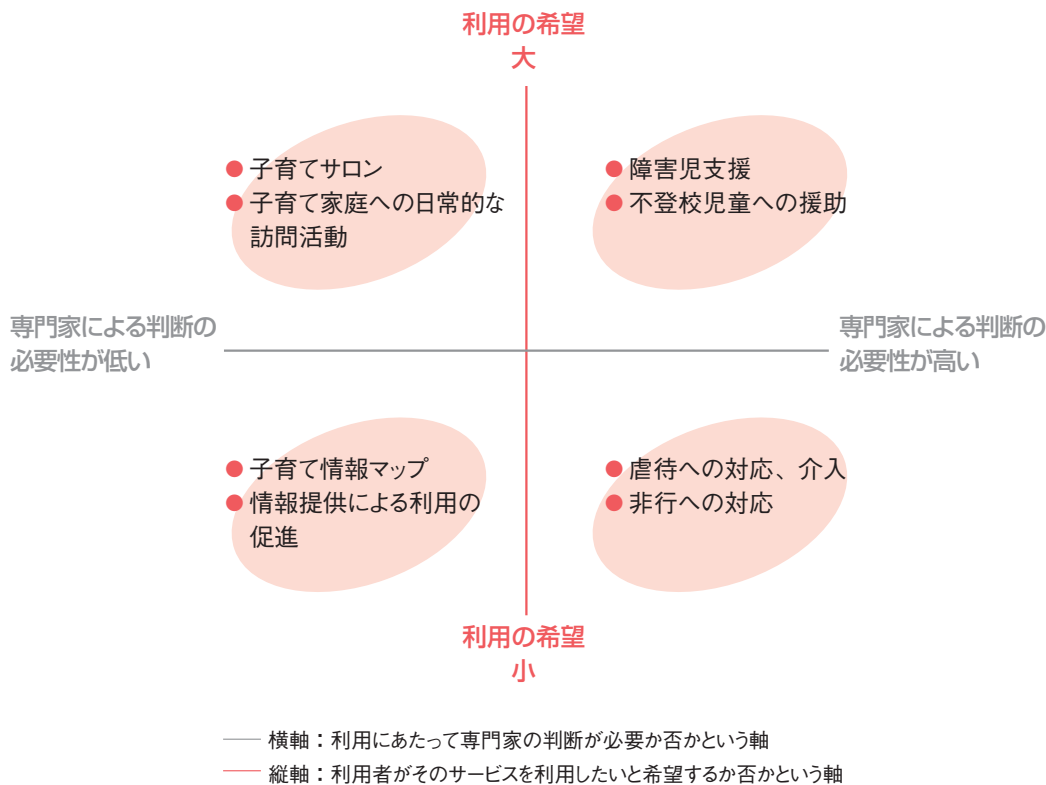 利用の希望
大
● 子育てサロン
● 子育て家庭への日常的な
訪問活動
● 障害児支援
● 不登校児童への援助
専門家による判断の
必要性が低い
専門家による判断の
必要性が高い
● 子育て情報マップ
● 情報提供による利用の
促進
● 虐待への対応、介入
● 非行への対応
利用の希望
小
横軸：利用にあたって専門家の判断が必要か否かという軸
縦軸：利用者がそのサービスを利用したいと希望するか否かという軸